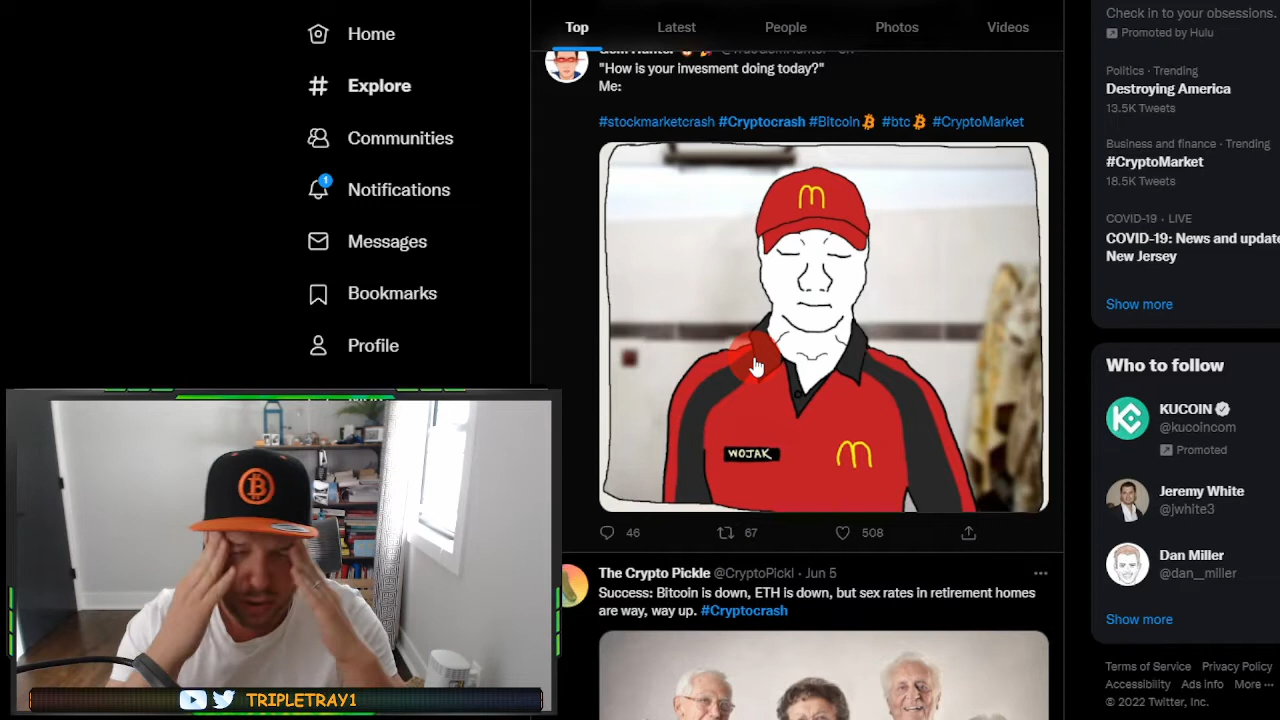 Home
Explore
Communities
Notifications
1
Messages
Bookmarks
Profile
Top
Latest
People
Photos
Videos
"How is your invesment doing today?"
Me:
#stockmarketcrash #Cryptocrash #Bitcoin #btc #CryptoMarket
WOJAK
46
67
508
The Crypto Pickle @CryptoPickl · Jun 5
Success: Bitcoin is down, ETH is down, but sex rates in retirement homes
are way, way up. #Cryptocrash
Check in to your obsessions.
Promoted by Hulu
Politics · Trending
Destroying America
13.5K Tweets
Business and finance · Trending
#CryptoMarket
18.5K Tweets
COVID-19 · LIVE
COVID-19: News and update
New Jersey
Show more
Who to follow
KUCOIN
@kucoincom
Promoted
Jeremy White
@jwhite3
Dan Miller
@dan__miller
Show more
Terms of Service Privacy Policy
Accessibility Ads info More
© 2022 Twitter, Inc.
TRIPLETRAY1